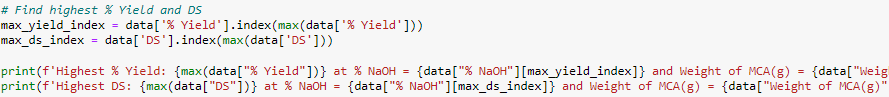 # Find highest % Yield and DS
max_yield_index = data['% Yield'].index(max(data['% Yield']))
max_ds_index = data['DS'].index(max(data['DS']))
print(f'Highest % Yield: {max(data["% Yield"])} at % NaOH = {data["% NaOH"][max_yield_index]} and Weight of MCA(g) = {data["Weig
print(f'Highest DS: {max(data["DS"])} at % NaOH = {data["% NaOH"][max_ds_index]} and Weight of MCA(g) = {data["Weight of MCA(g)"